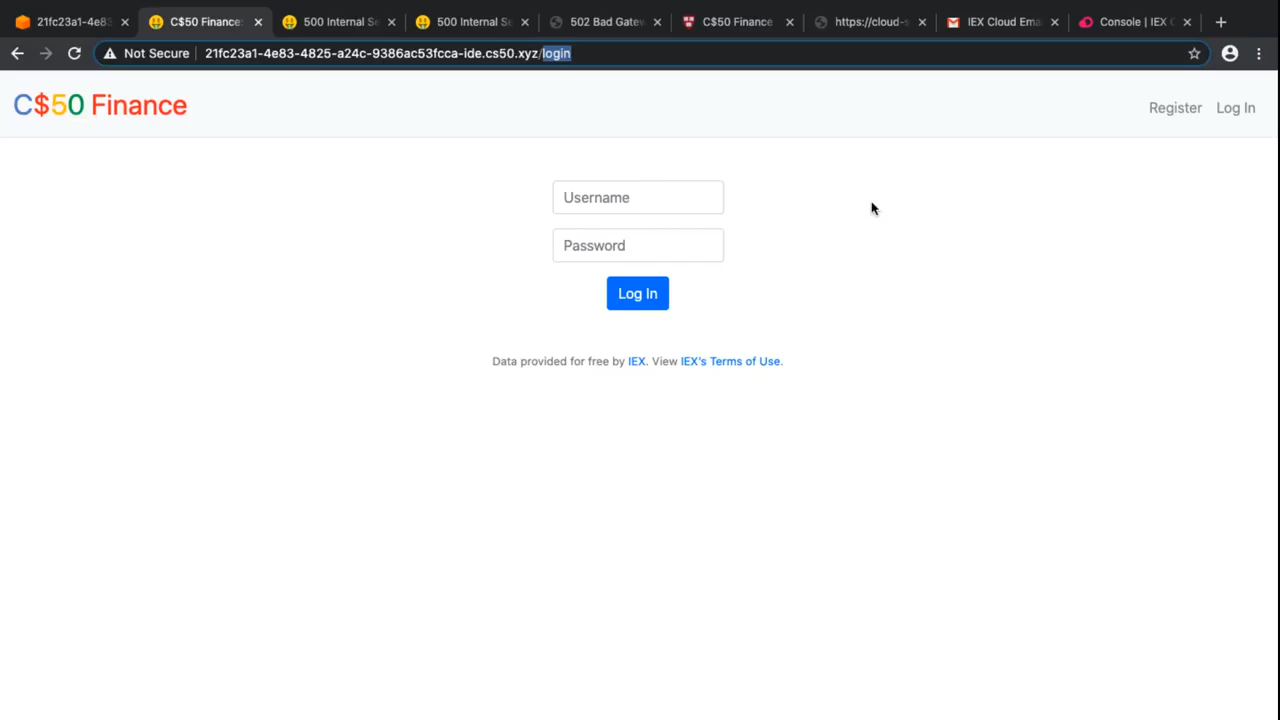 21fc23a1-4e83
C$50 Finance:
500 Internal Se
500 Internal Se
502 Bad Gatew
C$50 Finance
https://cloud-s
IEX Cloud Ema
Console | IEX C
Not Secure 21fc23a1-4e83-4825-a24c-9386ac53fcca-ide.cs50.xyz/login
C$50 Finance
Register Log In
Username
Password
Log In
Data provided for free by IEX. View IEX's Terms of Use.